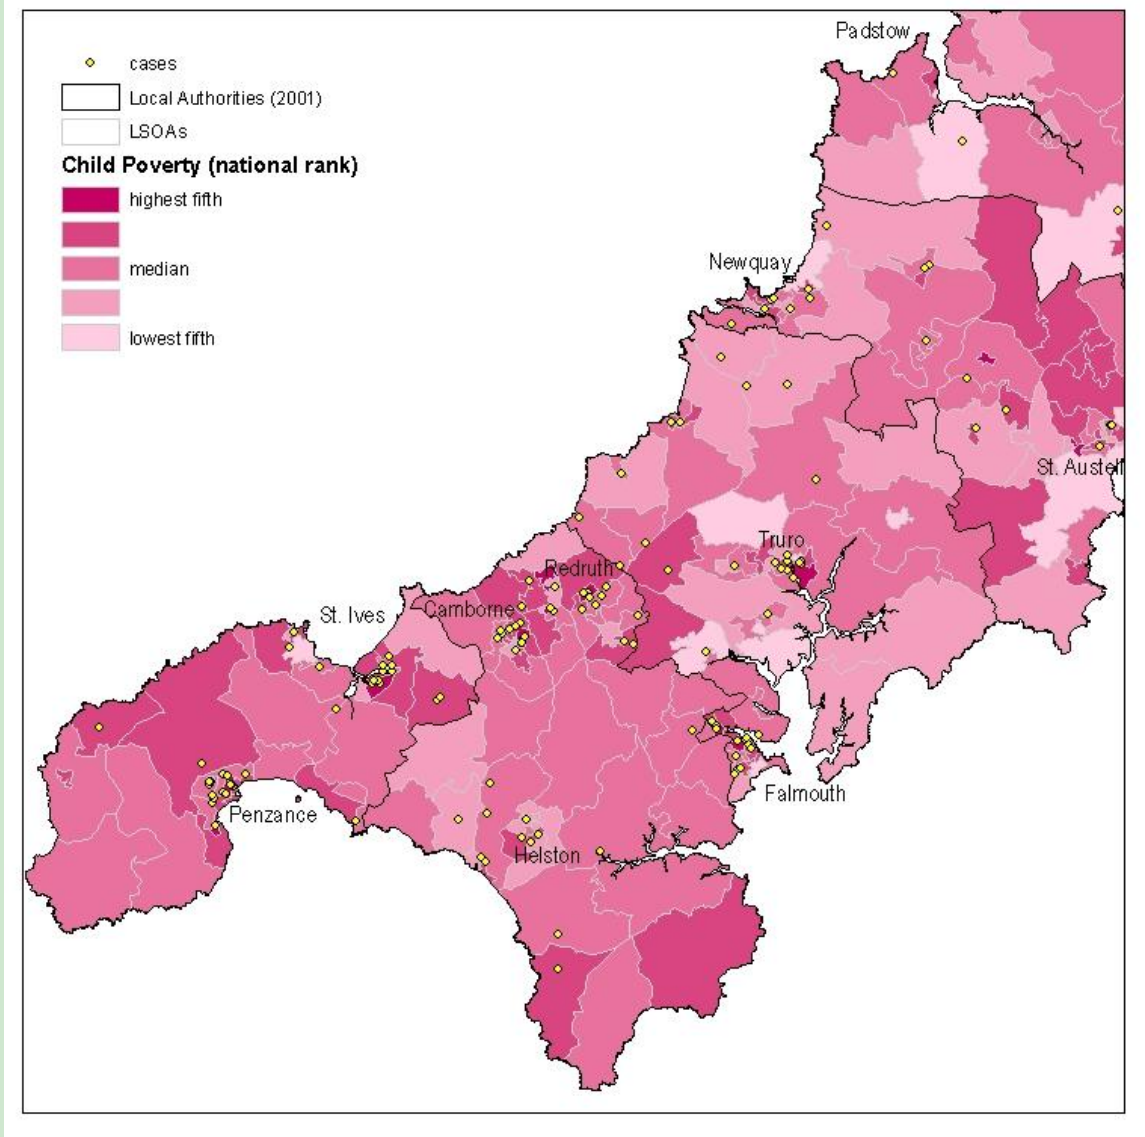 cases
Local Authorities (2001)
LSOAs
Child Poverty (national rank)
highest fifth
median
lowest fifth
Padstow
Newquay
St. Austell
Truro
Redruth
Camborne
St. Ives
Penzance
Falmouth
Helston